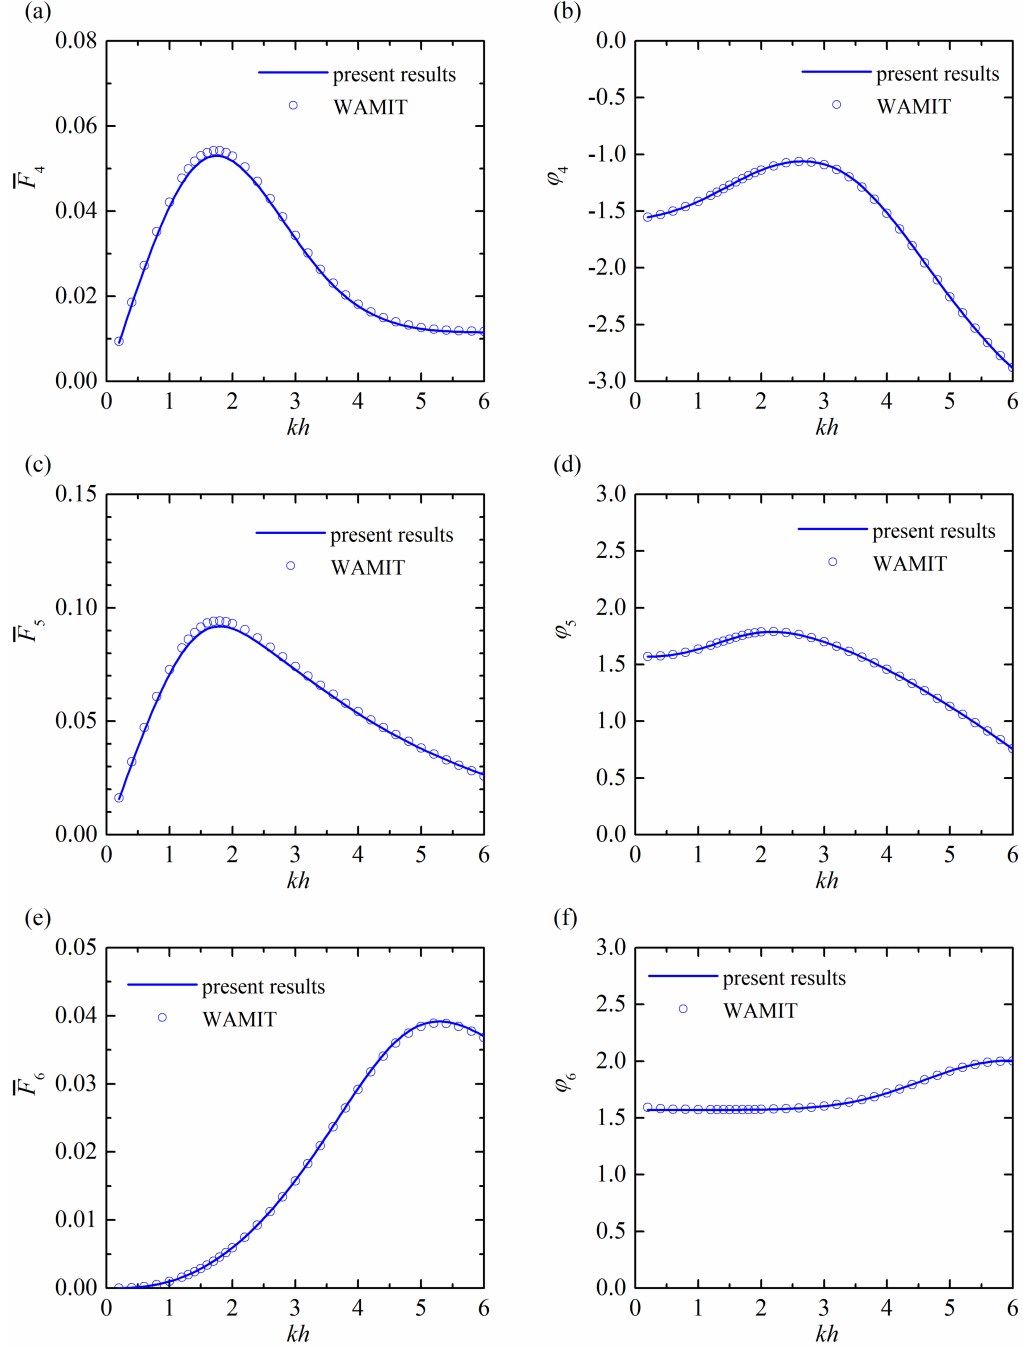 (a)
0.08
0.06
0.04
0.02
0.00
F̅4
present results
WAMIT
0 1 2 3 4 5 6
kh
(b)
0.0
-0.5
-1.0
-1.5
-2.0
-2.5
-3.0
φ4
present results
WAMIT
0 1 2 3 4 5 6
kh
(c)
0.15
0.10
0.05
0.00
F̅5
present results
WAMIT
0 1 2 3 4 5 6
kh
(d)
3.0
2.5
2.0
1.5
1.0
0.5
0.0
φ5
present results
WAMIT
0 1 2 3 4 5 6
kh
(e)
0.05
0.04
0.03
0.02
0.01
0.00
F̅6
present results
WAMIT
0 1 2 3 4 5 6
kh
(f)
3.0
2.5
2.0
1.5
1.0
0.5
0.0
φ6
present results
WAMIT
0 1 2 3 4 5 6
kh